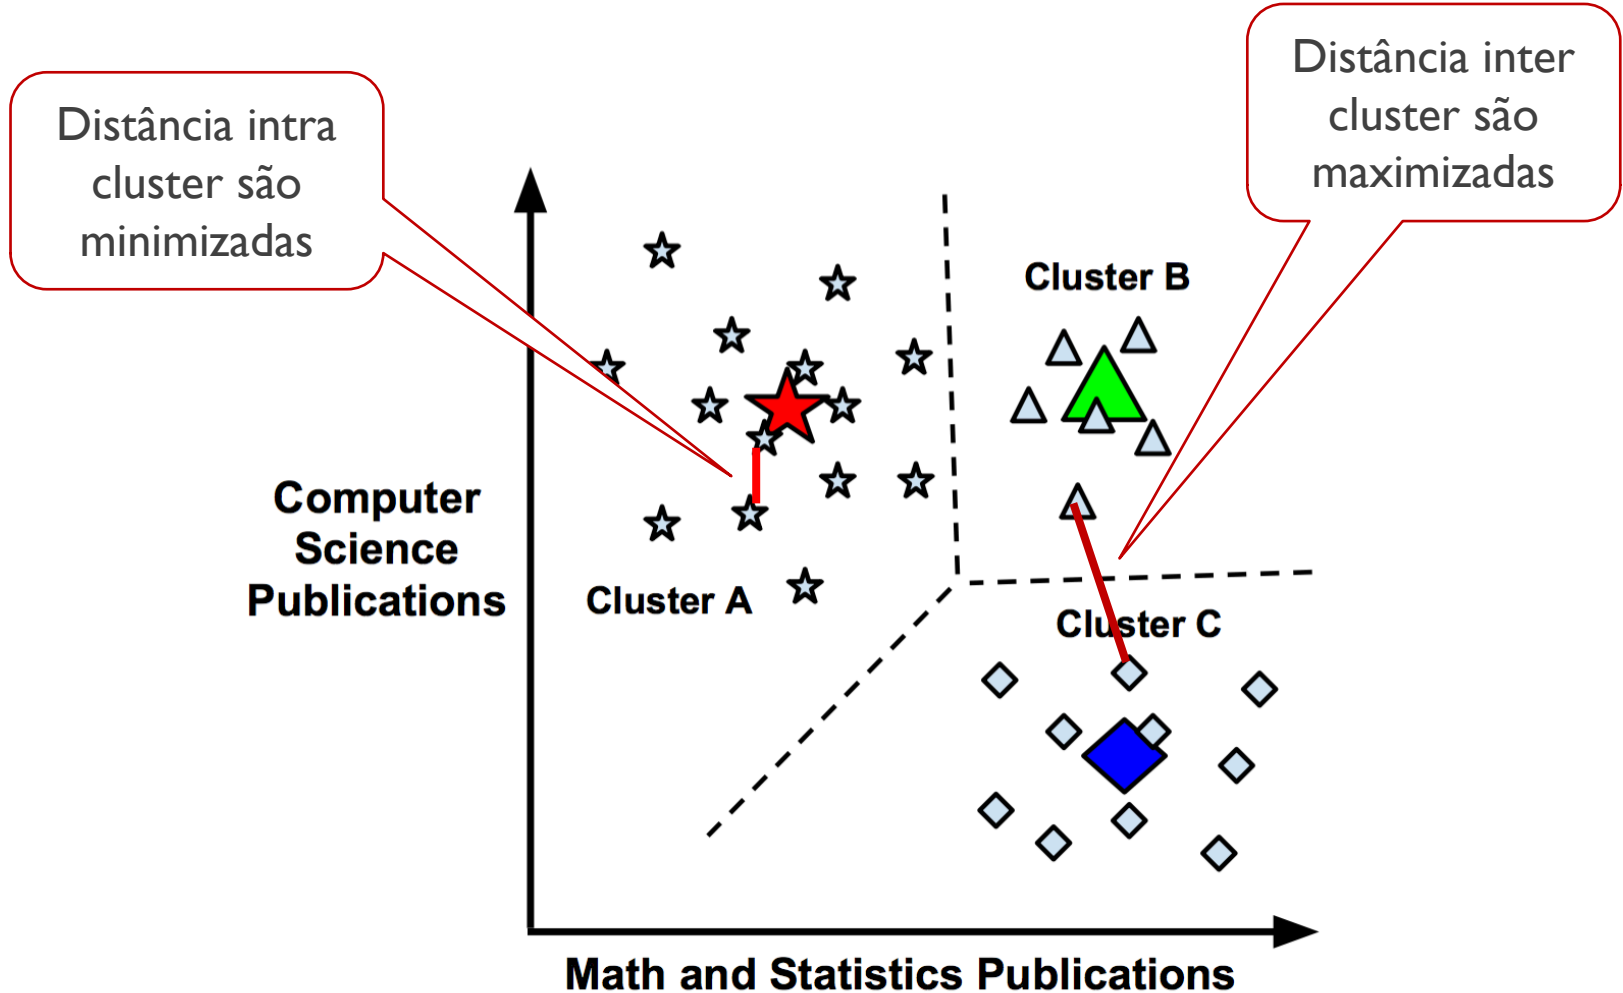 Distância intra
cluster são
minimizadas
Distância inter
cluster são
maximizadas
Cluster B
Computer
Science
Publications
Cluster A
Cluster C
Math and Statistics Publications